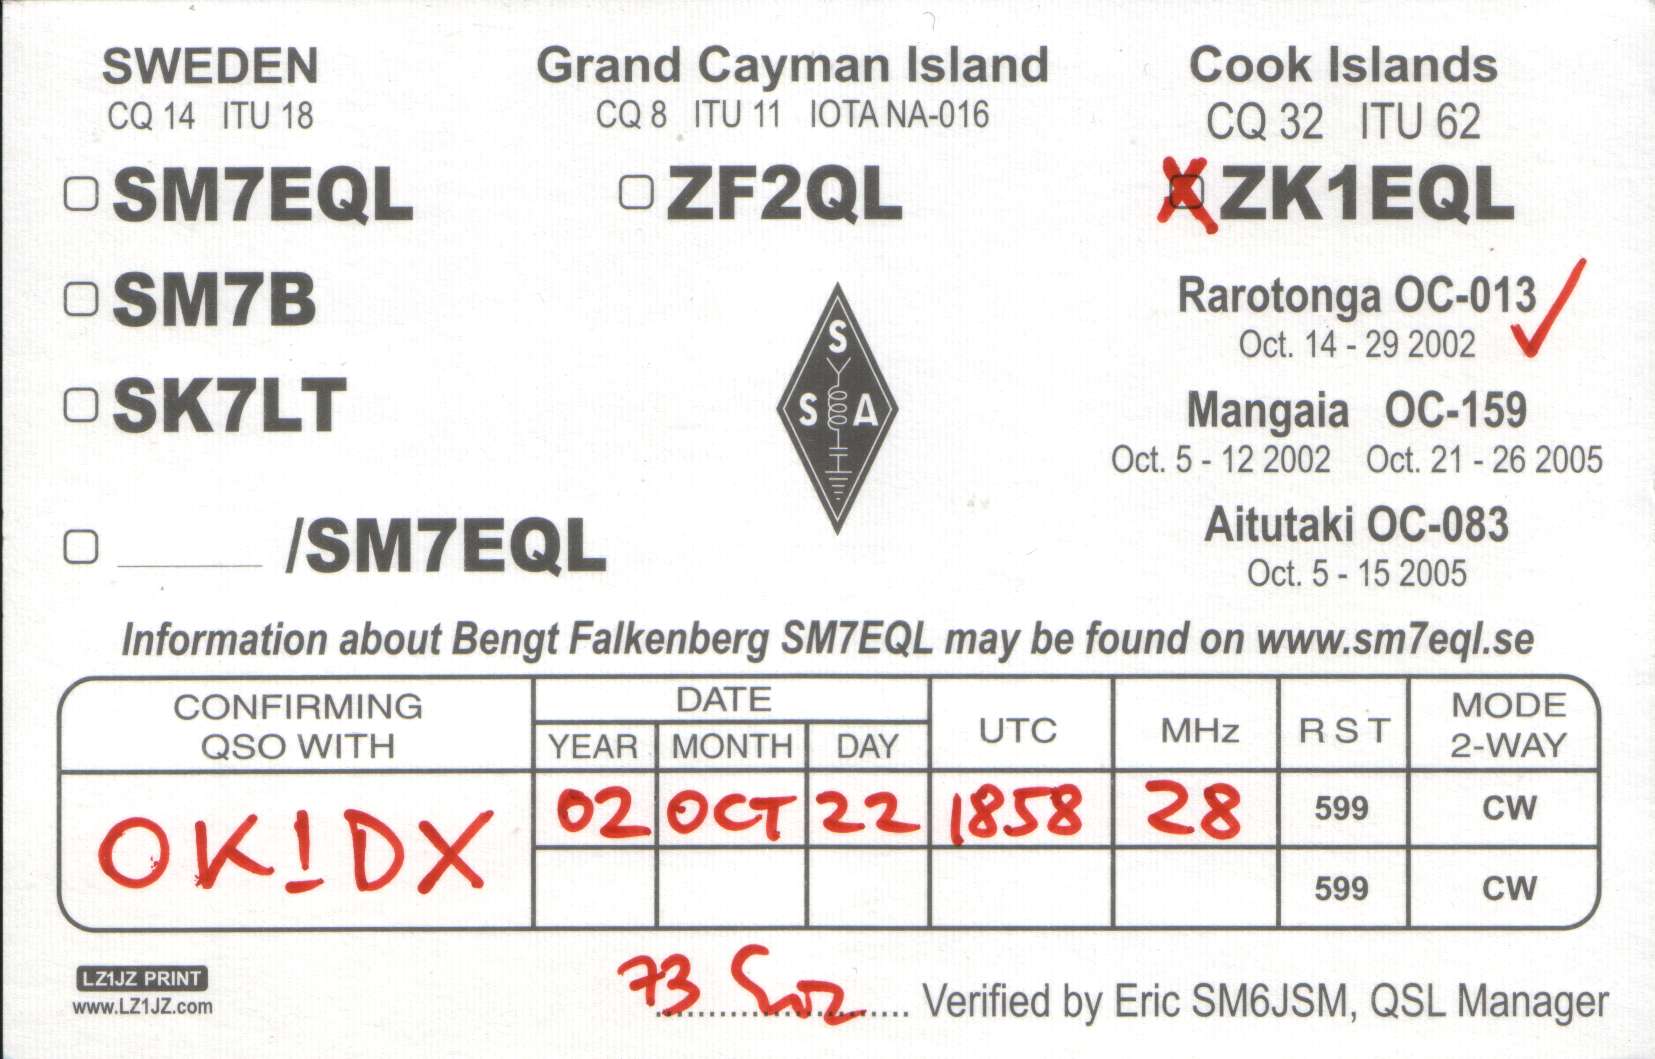 SWEDEN
CQ 14 ITU 18
SM7EQL
SM7B
SK7LT
/SM7EQL
Grand Cayman Island
CQ 8 ITU 11 IOTA NA-016
ZF2QL
S
S A
Cook Islands
CQ 32 ITU 62
X ZK1EQL
Rarotonga OC-013 ✓
Oct. 14 - 29 2002
Mangaia OC-159
Oct. 5 - 12 2002 Oct. 21 - 26 2005
Aitutaki OC-083
Oct. 5 - 15 2005
Information about Bengt Falkenberg SM7EQL may be found on www.sm7eql.se
CONFIRMING
QSO WITH
DATE
YEAR MONTH DAY
UTC
MHz
RST
MODE
2-WAY
OK1DX
02 OCT 22 1858 28 599 CW
599 CW
LZ1JZ PRINT
www.LZ1JZ.com
73
Verified by Eric SM6JSM, QSL Manager